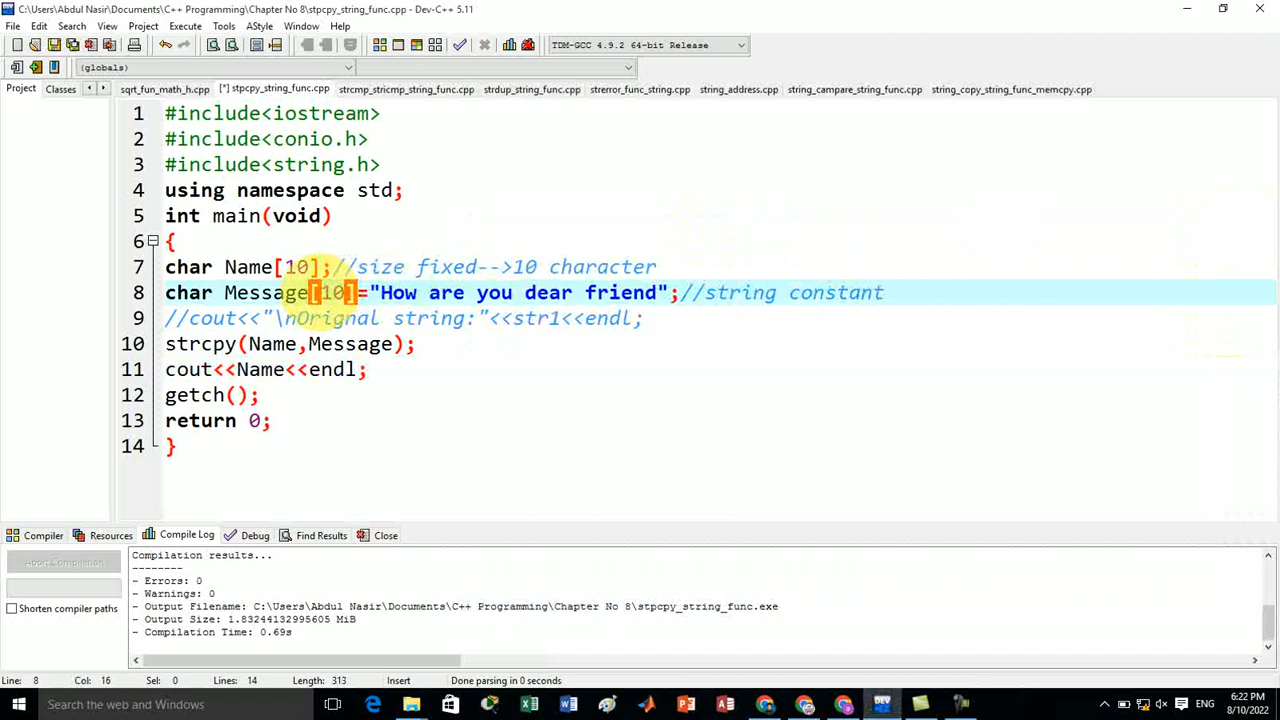 C:\Users\Abdul Nasir\Documents\C++ Programming\Chapter No 8\stpcpy_string_func.cpp - Dev-C++ 5.11
File Edit Search View Project Execute Tools AStyle Window Help
TDM-GCC 4.9.2 64-bit Release
(globals)
Project Classes sqrt_fun_math_h.cpp [*] stpcpy_string_func.cpp strcmp_stricmp_string_func.cpp strdup_string_func.cpp strerror_func_string.cpp string_address.cpp string_campare_string_func.cpp string_copy_string_func_memcpy.cpp
1 #include<iostream>
2 #include<conio.h>
3 #include<string.h>
4 using namespace std;
5 int main(void)
6 {
7 char Name[10];//size fixed-->10 character
8 char Message[10]="How are you dear friend";//string constant
9 //cout<<"\nOrignal string:"<<str1<<endl;
10 strcpy(Name,Message);
11 cout<<Name<<endl;
12 getch();
13 return 0;
14 }
Compiler Resources Compile Log Debug Find Results Close
Abort Compilation
Shorten compiler paths
Compilation results...
--------
- Errors: 0
- Warnings: 0
- Output Filename: C:\Users\Abdul Nasir\Documents\C++ Programming\Chapter No 8\stpcpy_string_func.exe
- Output Size: 1.83244132995605 MiB
- Compilation Time: 0.69s
Line: 8 Col: 16 Sel: 0 Lines: 14 Length: 313 Insert Done parsing in 0 seconds
Search the web and Windows
ENG
6:22 PM
8/10/2022